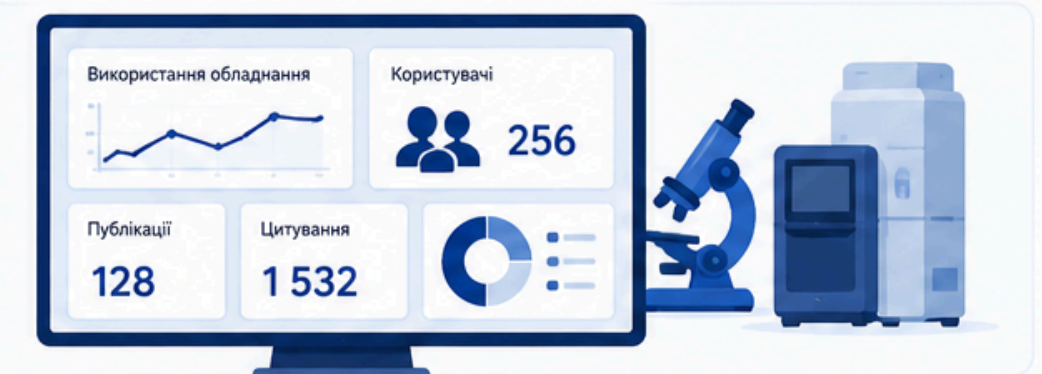 Використання обладнання
Користувачі
256
Публікації
128
Цитування
1 532